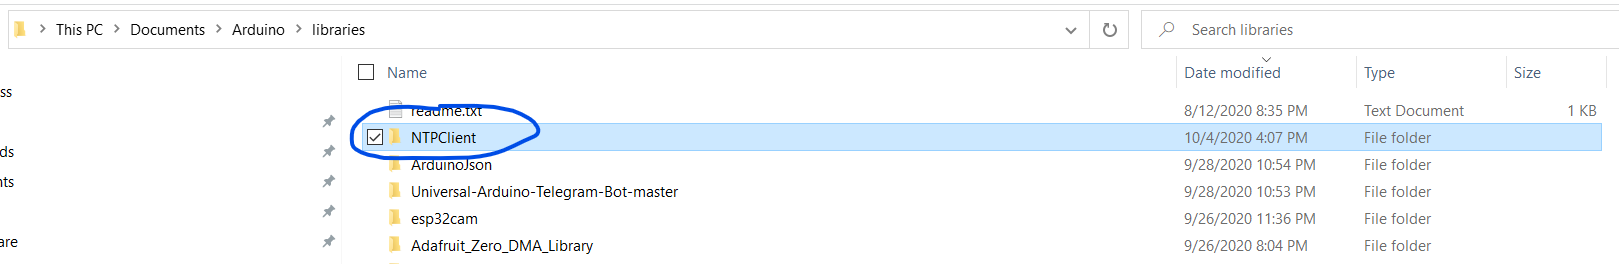 This PC > Documents > Arduino > libraries Search libraries
Name Date modified Type Size
ss readme.txt 8/12/2020 8:35 PM Text Document 1 KB
NTPClient 10/4/2020 4:07 PM File folder
ds ArduinoJson 9/28/2020 10:54 PM File folder
nts Universal-Arduino-Telegram-Bot-master 9/28/2020 10:53 PM File folder
esp32cam 9/26/2020 11:36 PM File folder
are Adafruit_Zero_DMA_Library 9/26/2020 8:04 PM File folder